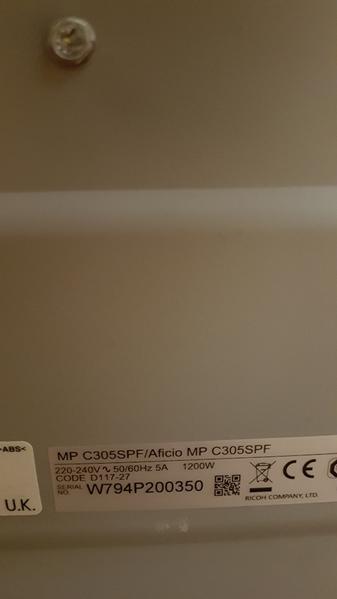 >ABS<
U.K.
MP C305SPF/Aficio MP C305SPF
220-240V∿50/60Hz 5A 1200W
CODE D117-27
SERIAL NO. W794P200350
CE
RICOH COMPANY, LTD.